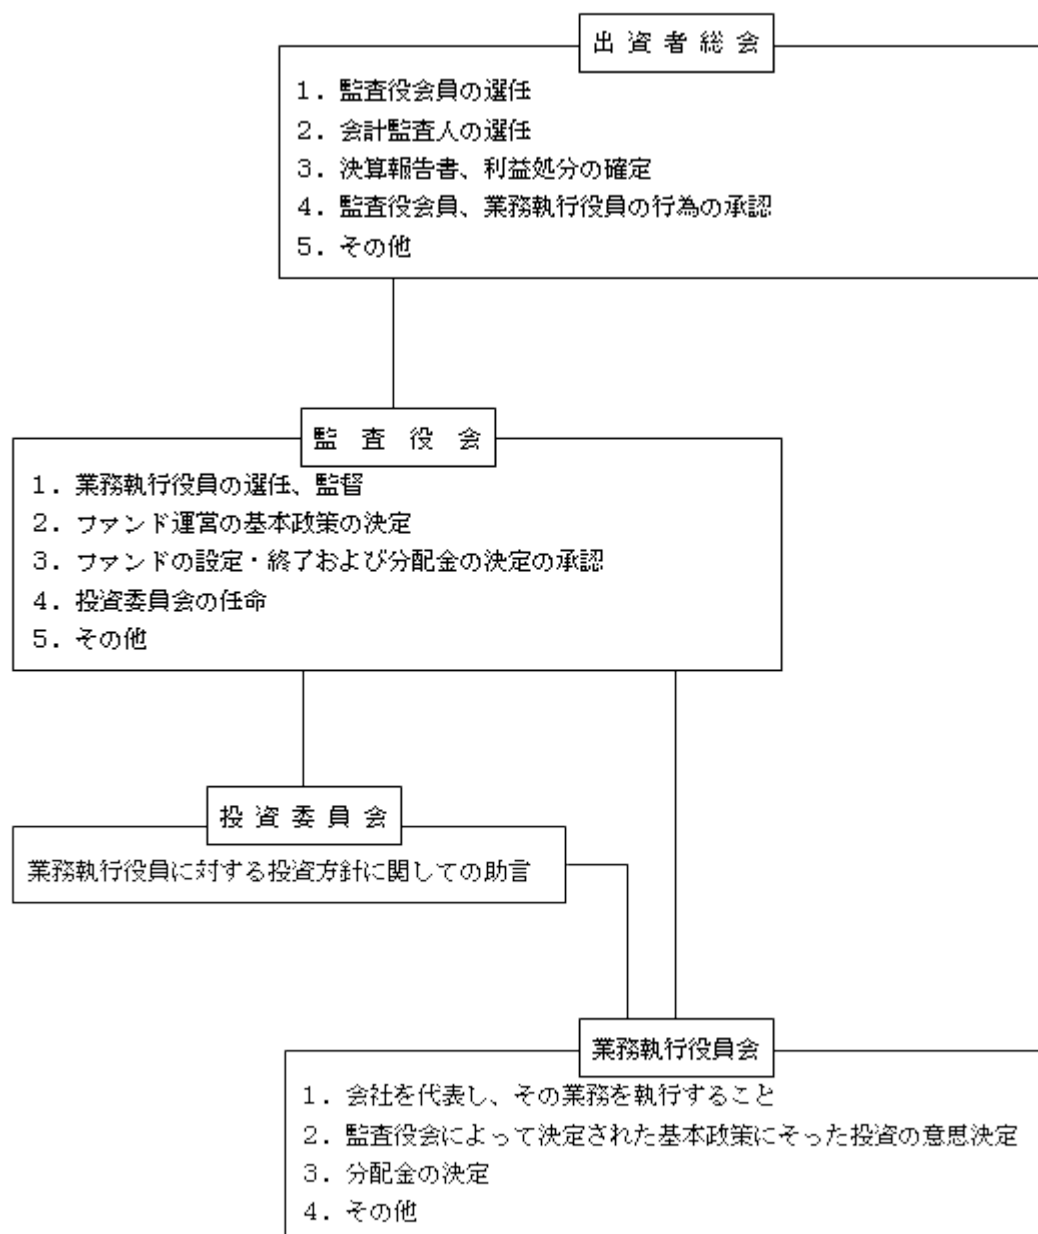 出資者総会
1. 監査役会員の選任
2. 会計監査人の選任
3. 決算報告書、利益処分の確定
4. 監査役会員、業務執行役員の行為の承認
5. その他
監査役会
1. 業務執行役員の選任、監督
2. ファンド運営の基本政策の決定
3. ファンドの設定・終了および分配金の決定の承認
4. 投資委員会の任命
5. その他
投資委員会
業務執行役員に対する投資方針に関しての助言
業務執行役員会
1. 会社を代表し、その業務を執行すること
2. 監査役会によって決定された基本政策にそった投資の意思決定
3. 分配金の決定
4. その他